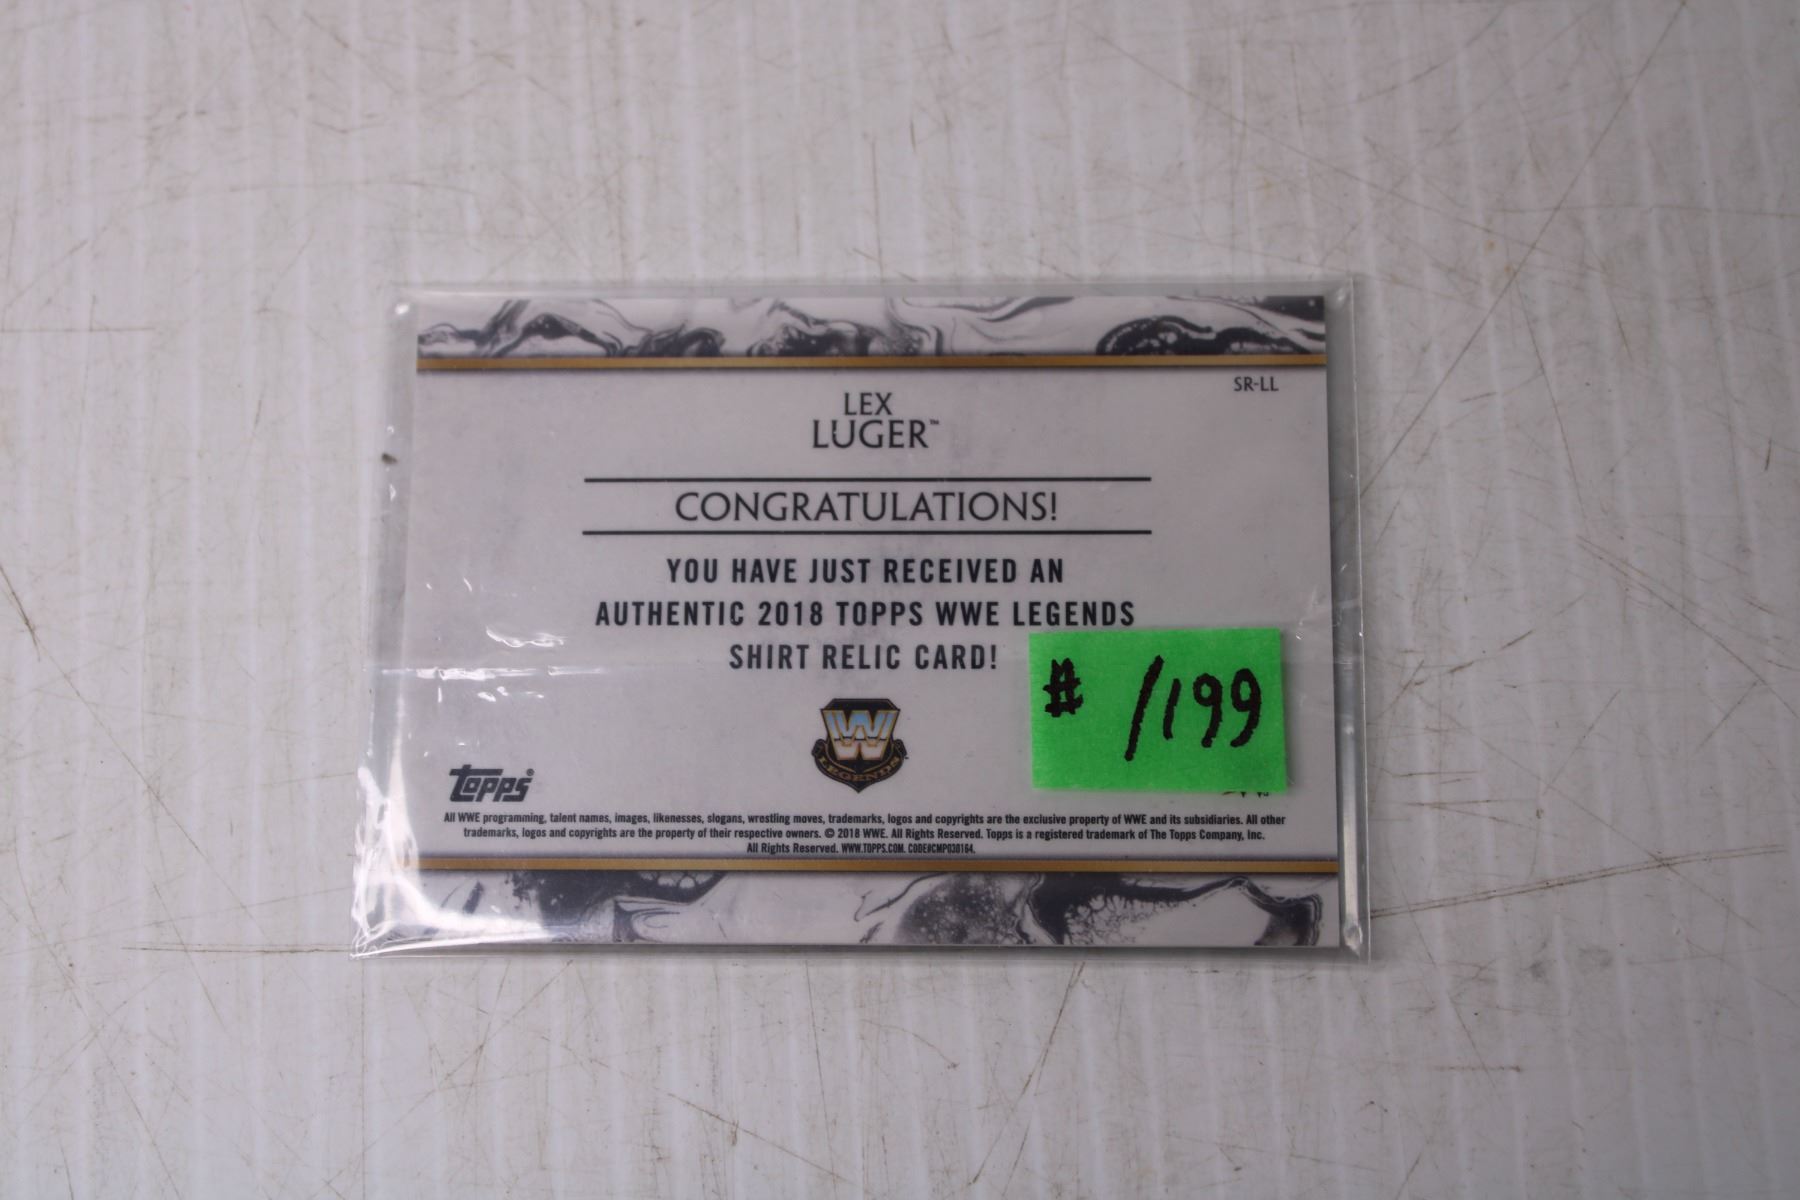 SR-LL
LEX
LUGER™
CONGRATULATIONS!
YOU HAVE JUST RECEIVED AN
AUTHENTIC 2018 TOPPS WWE LEGENDS
SHIRT RELIC CARD!
# /199
W
LEGENDS
topps®
All WWE programming, talent names, images, likenesses, slogans, wrestling moves, trademarks, logos and copyrights are the exclusive property of WWE and its subsidiaries. All other
trademarks, logos and copyrights are the property of their respective owners. © 2018 WWE. All Rights Reserved. Topps is a registered trademark of The Topps Company, Inc.
All Rights Reserved. WWW.TOPPS.COM. CODE#CMP030164.